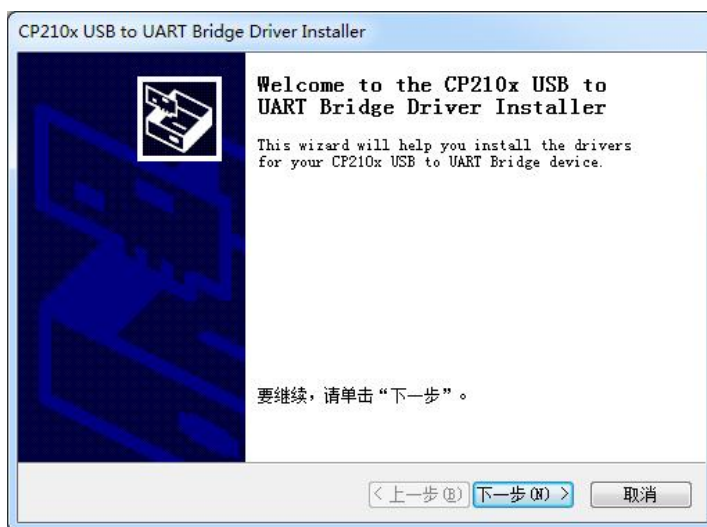 CP210x USB to UART Bridge Driver Installer
Welcome to the CP210x USB to
UART Bridge Driver Installer
This wizard will help you install the drivers
for your CP210x USB to UART Bridge device.
要继续，请单击“下一步”。
< 上一步(B) 下一步(N) > 取消